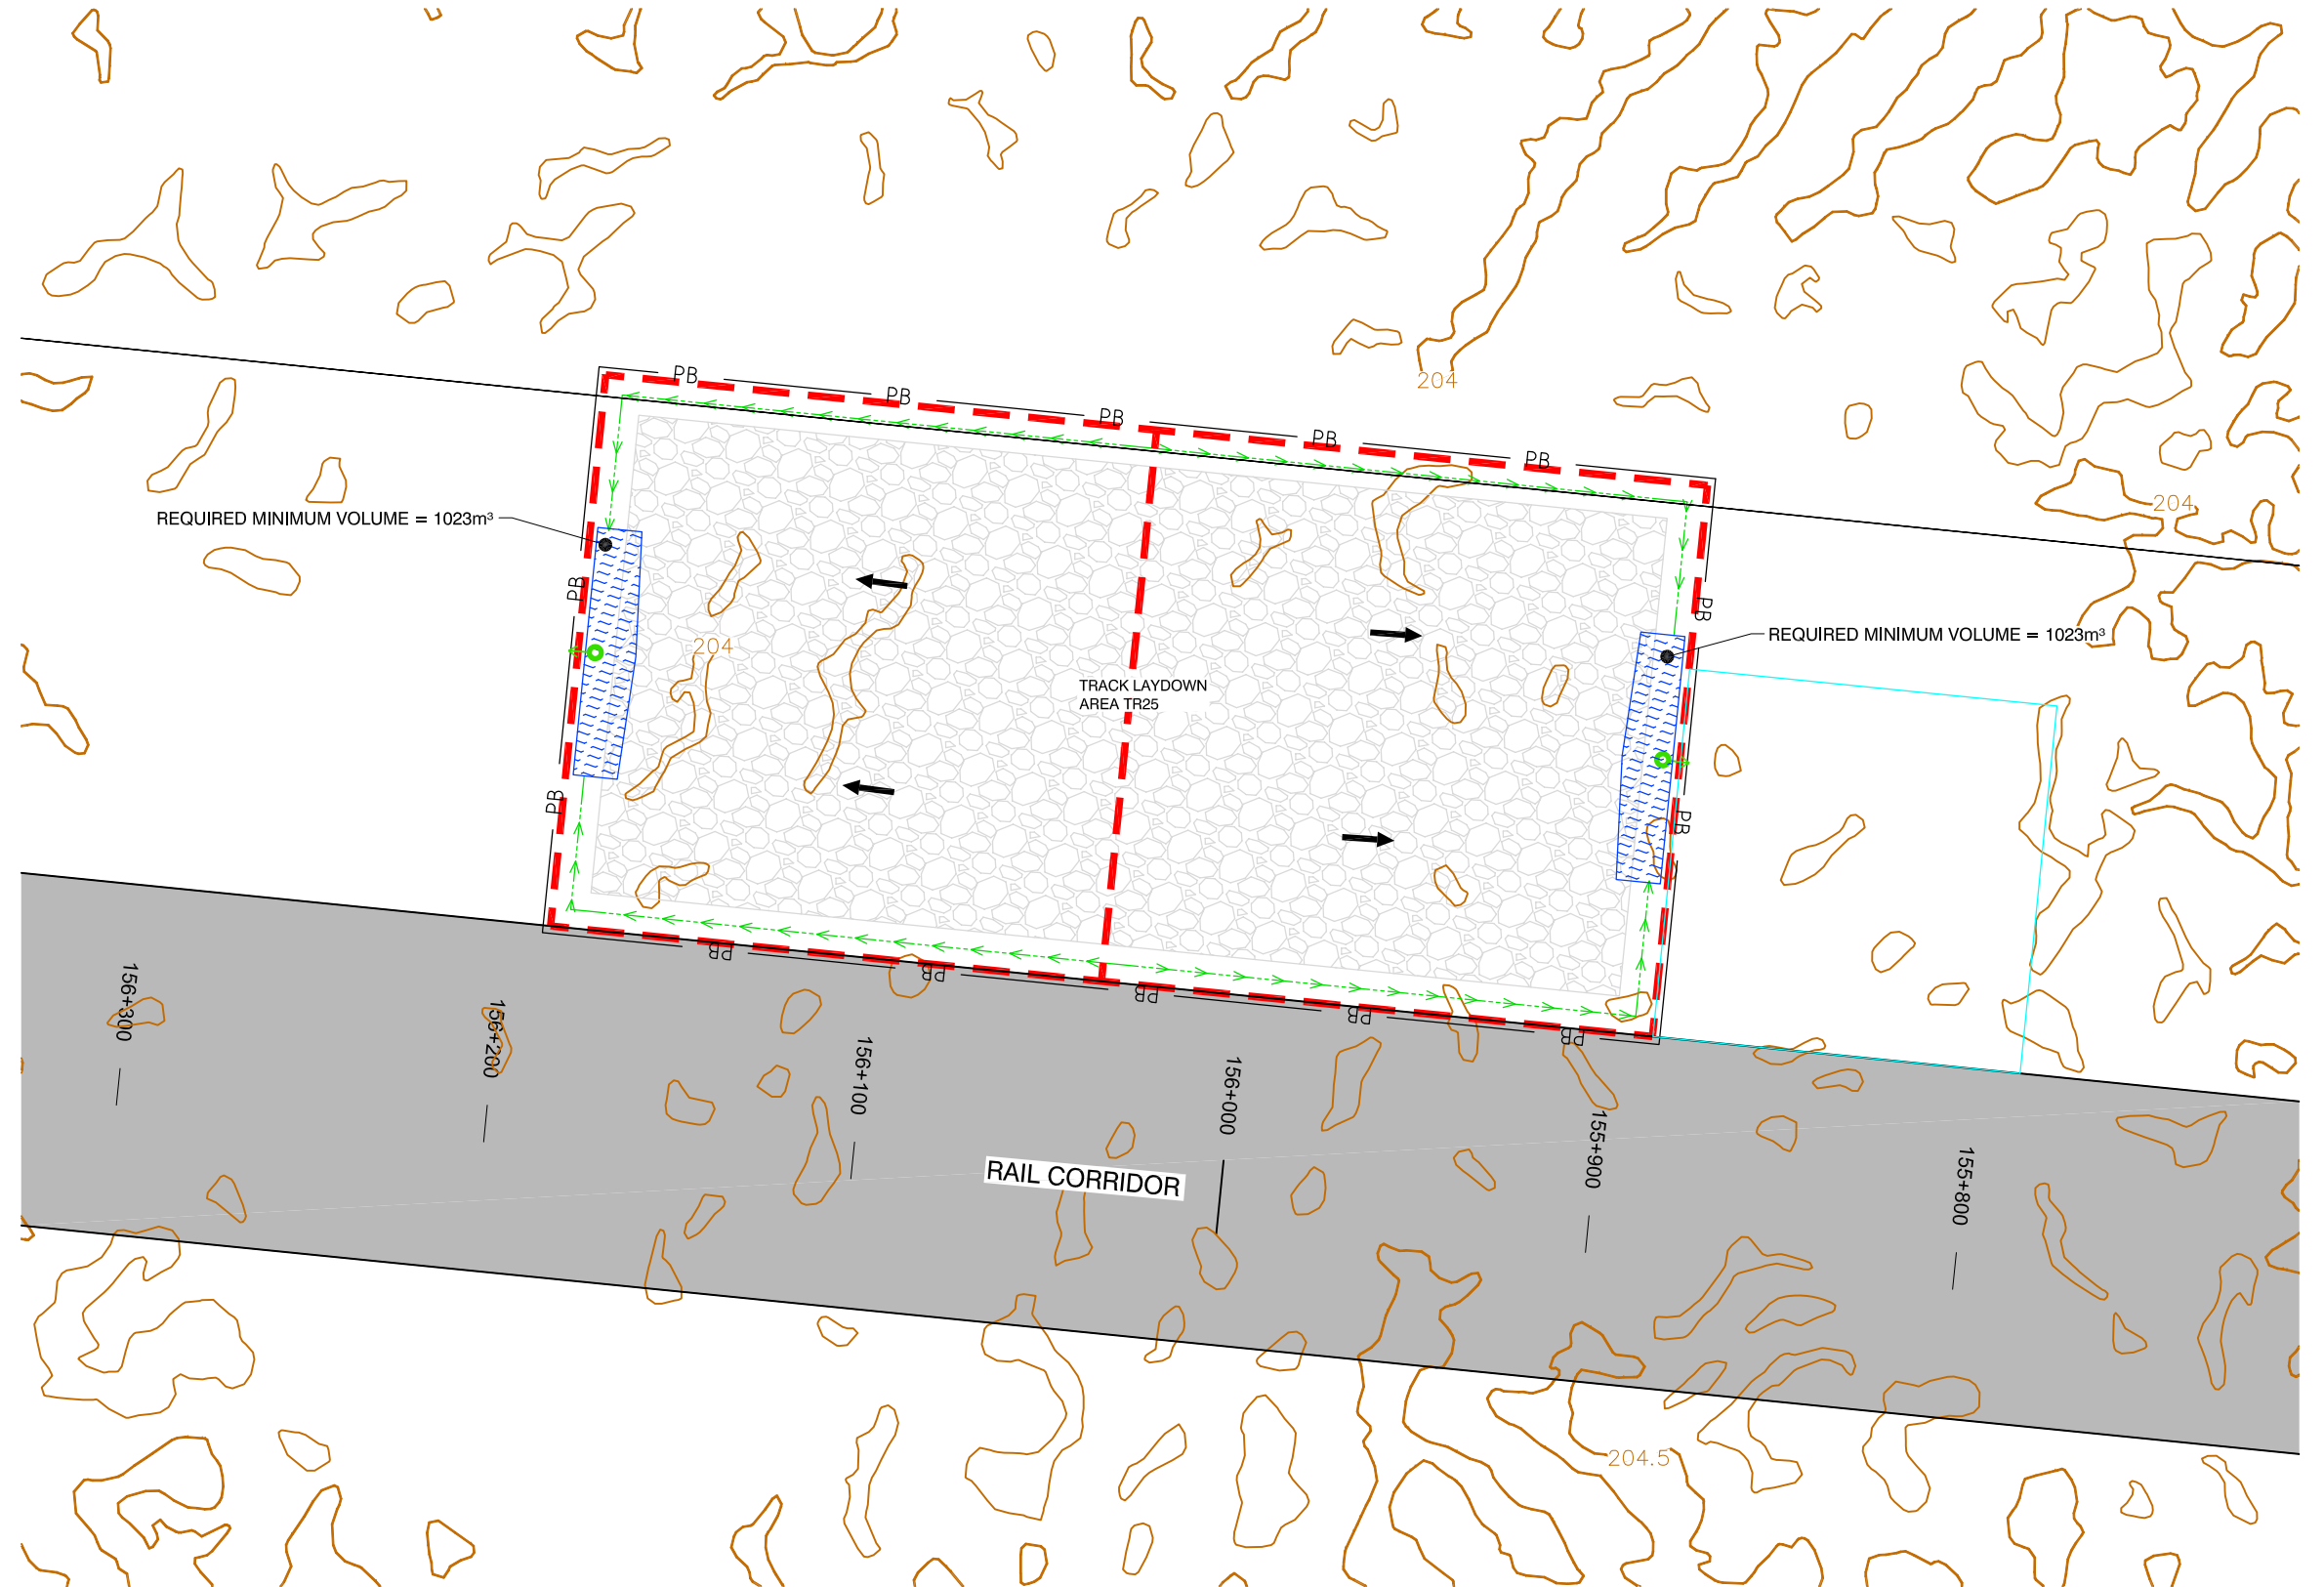 204
PB
PB
PB
PB
PB
204
REQUIRED MINIMUM VOLUME = 1023m³
PB
PB
REQUIRED MINIMUM VOLUME = 1023m³
204
TRACK LAYDOWN
AREA TR25
PB
PB
PB
PB
PB
PB
PB
156+300
156+200
156+100
156+000
155+900
155+800
RAIL CORRIDOR
204.5